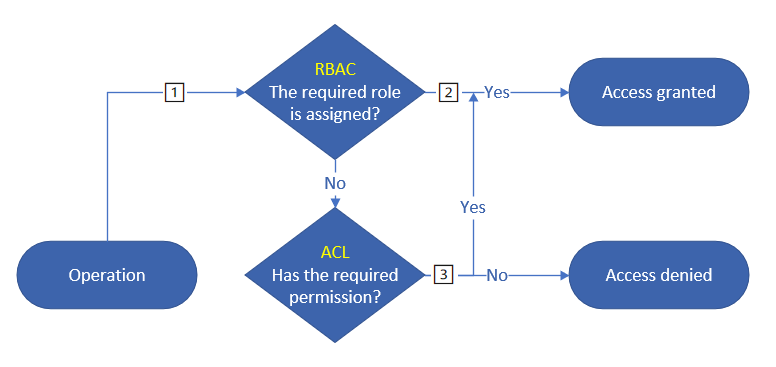 RBAC
The required role
is assigned?
1
2
Yes
Access granted
No
Yes
ACL
Has the required
permission?
3
No
Operation
Access denied